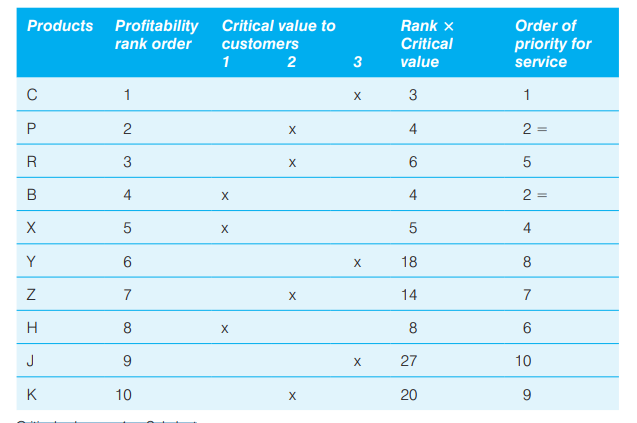 Products Profitability Critical value to Rank × Order of
rank order customers Critical priority for
1 2 3 value service
C 1 x 3 1
P 2 x 4 2 =
R 3 x 6 5
B 4 x 4 2 =
X 5 x 5 4
Y 6 x 18 8
Z 7 x 14 7
H 8 x 8 6
J 9 x 27 10
K 10 x 20 9